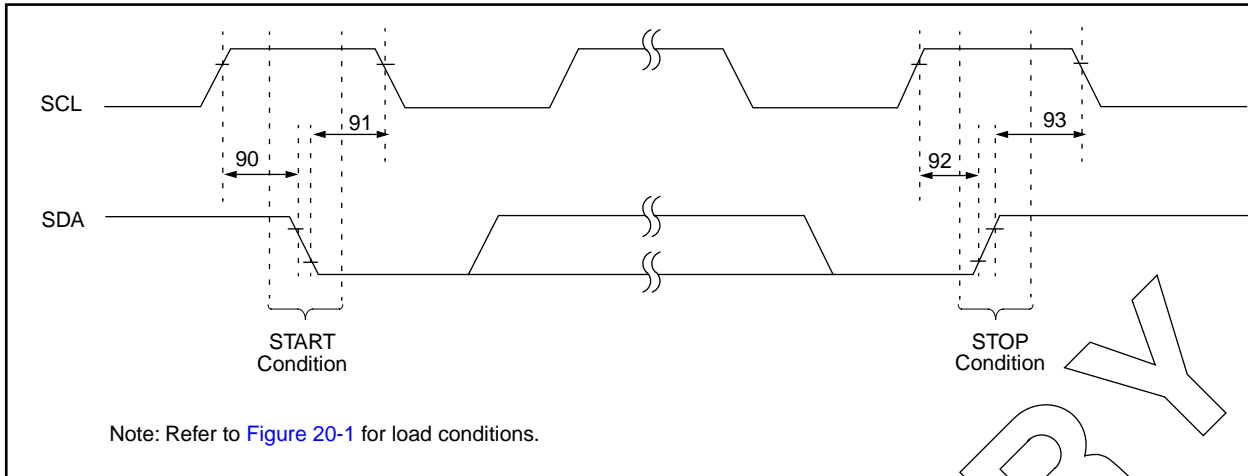 SCL
91
93
90
92
SDA
START
Condition
STOP
Condition
Note: Refer to Figure 20-1 for load conditions.
R Y